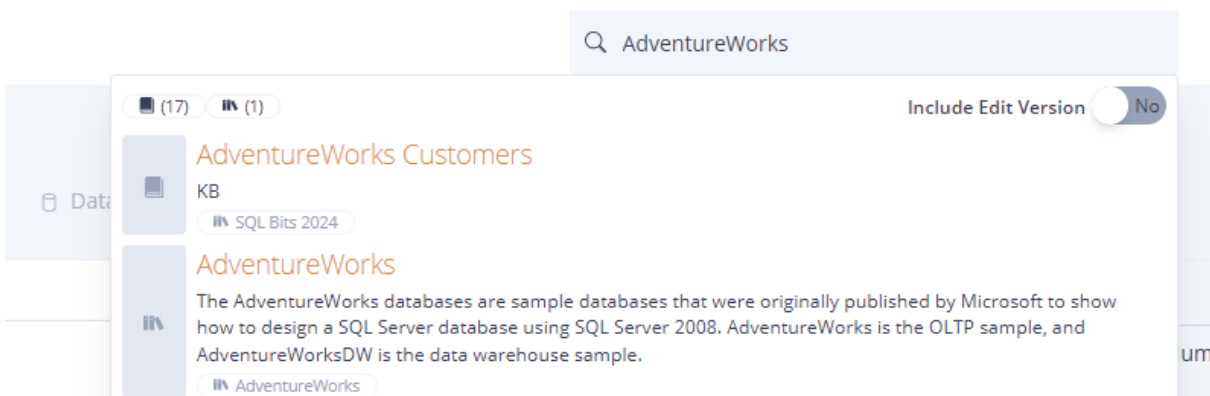 AdventureWorks
(17) (1)
Include Edit Version No
AdventureWorks Customers
KB
SQL Bits 2024
Data
AdventureWorks
The AdventureWorks databases are sample databases that were originally published by Microsoft to show
how to design a SQL Server database using SQL Server 2008. AdventureWorks is the OLTP sample, and
AdventureWorksDW is the data warehouse sample.
um
AdventureWorks